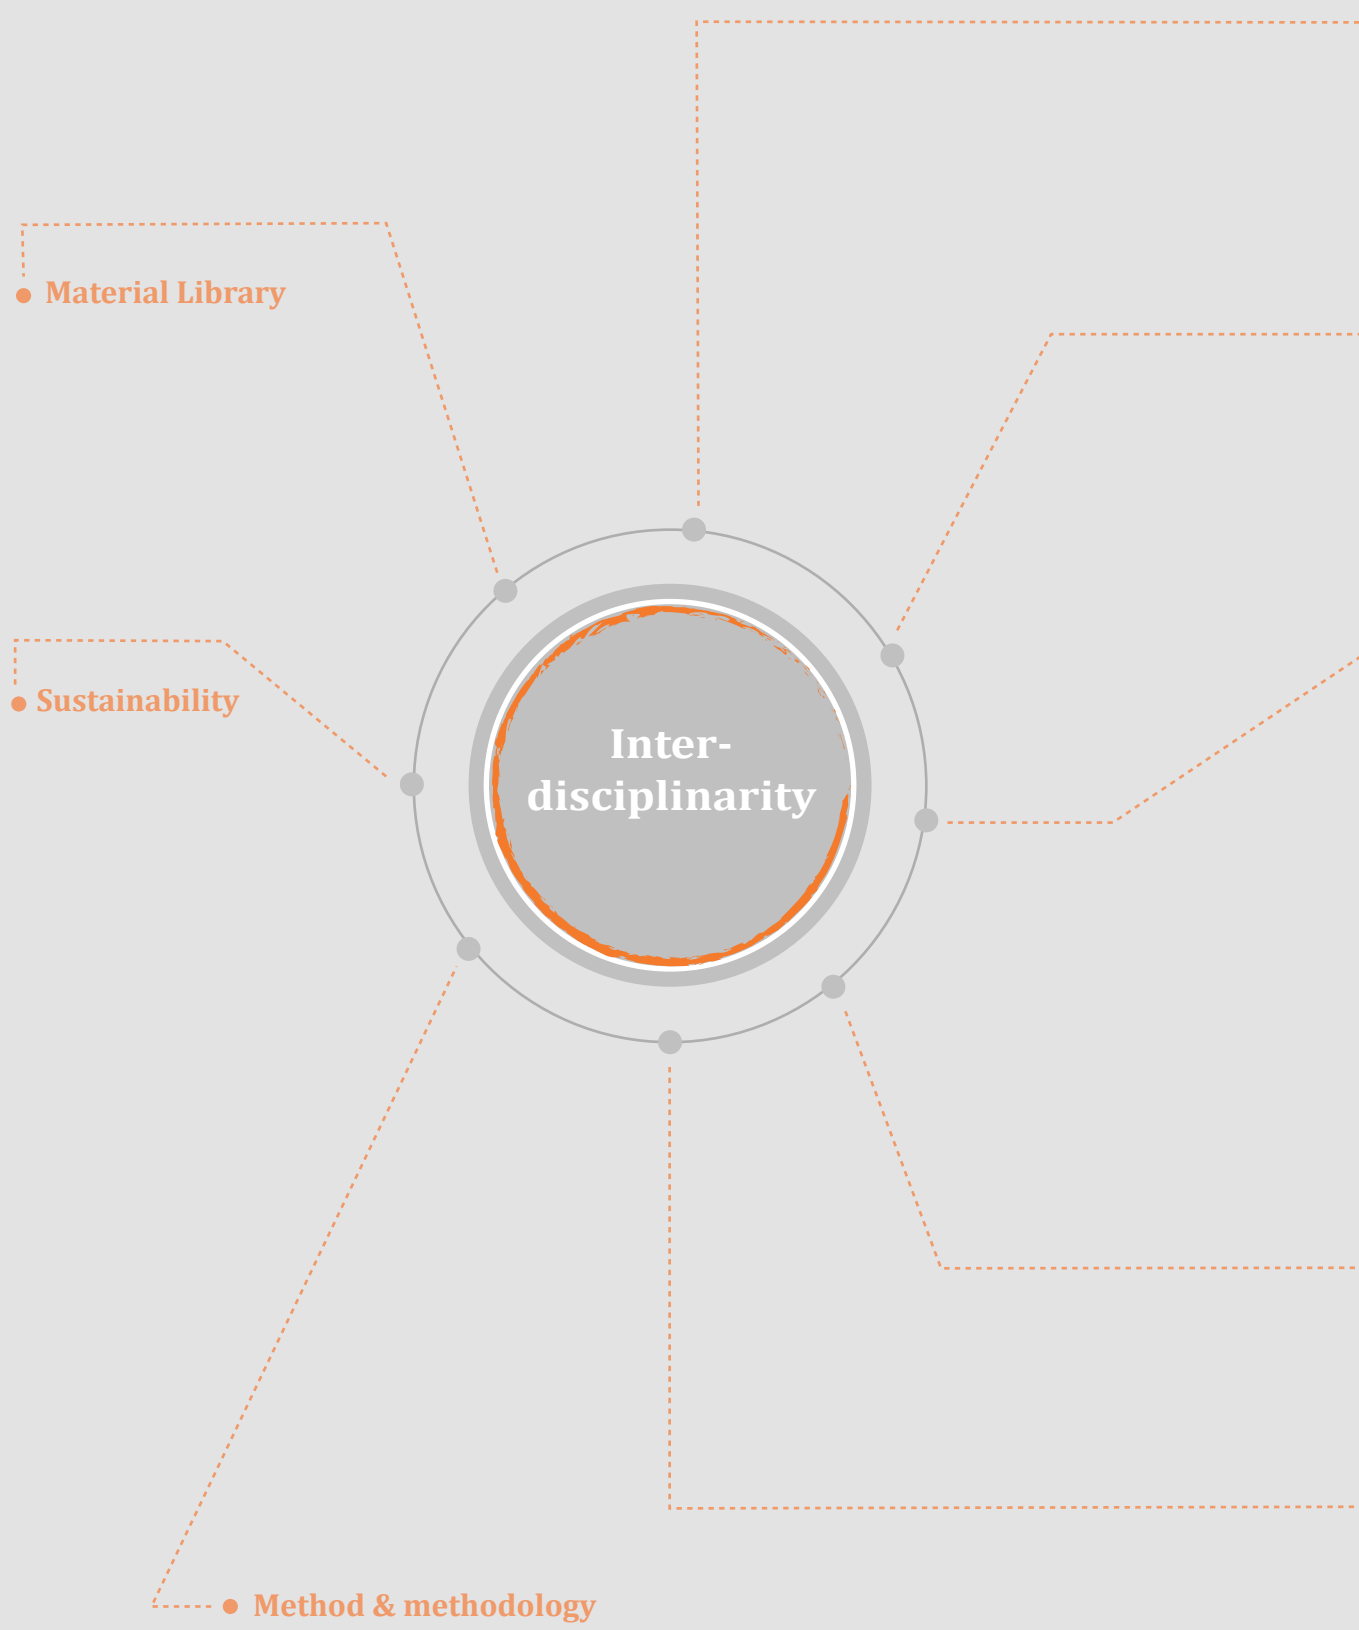 Material Library
Sustainability
Inter-
disciplinarity
Method & methodology